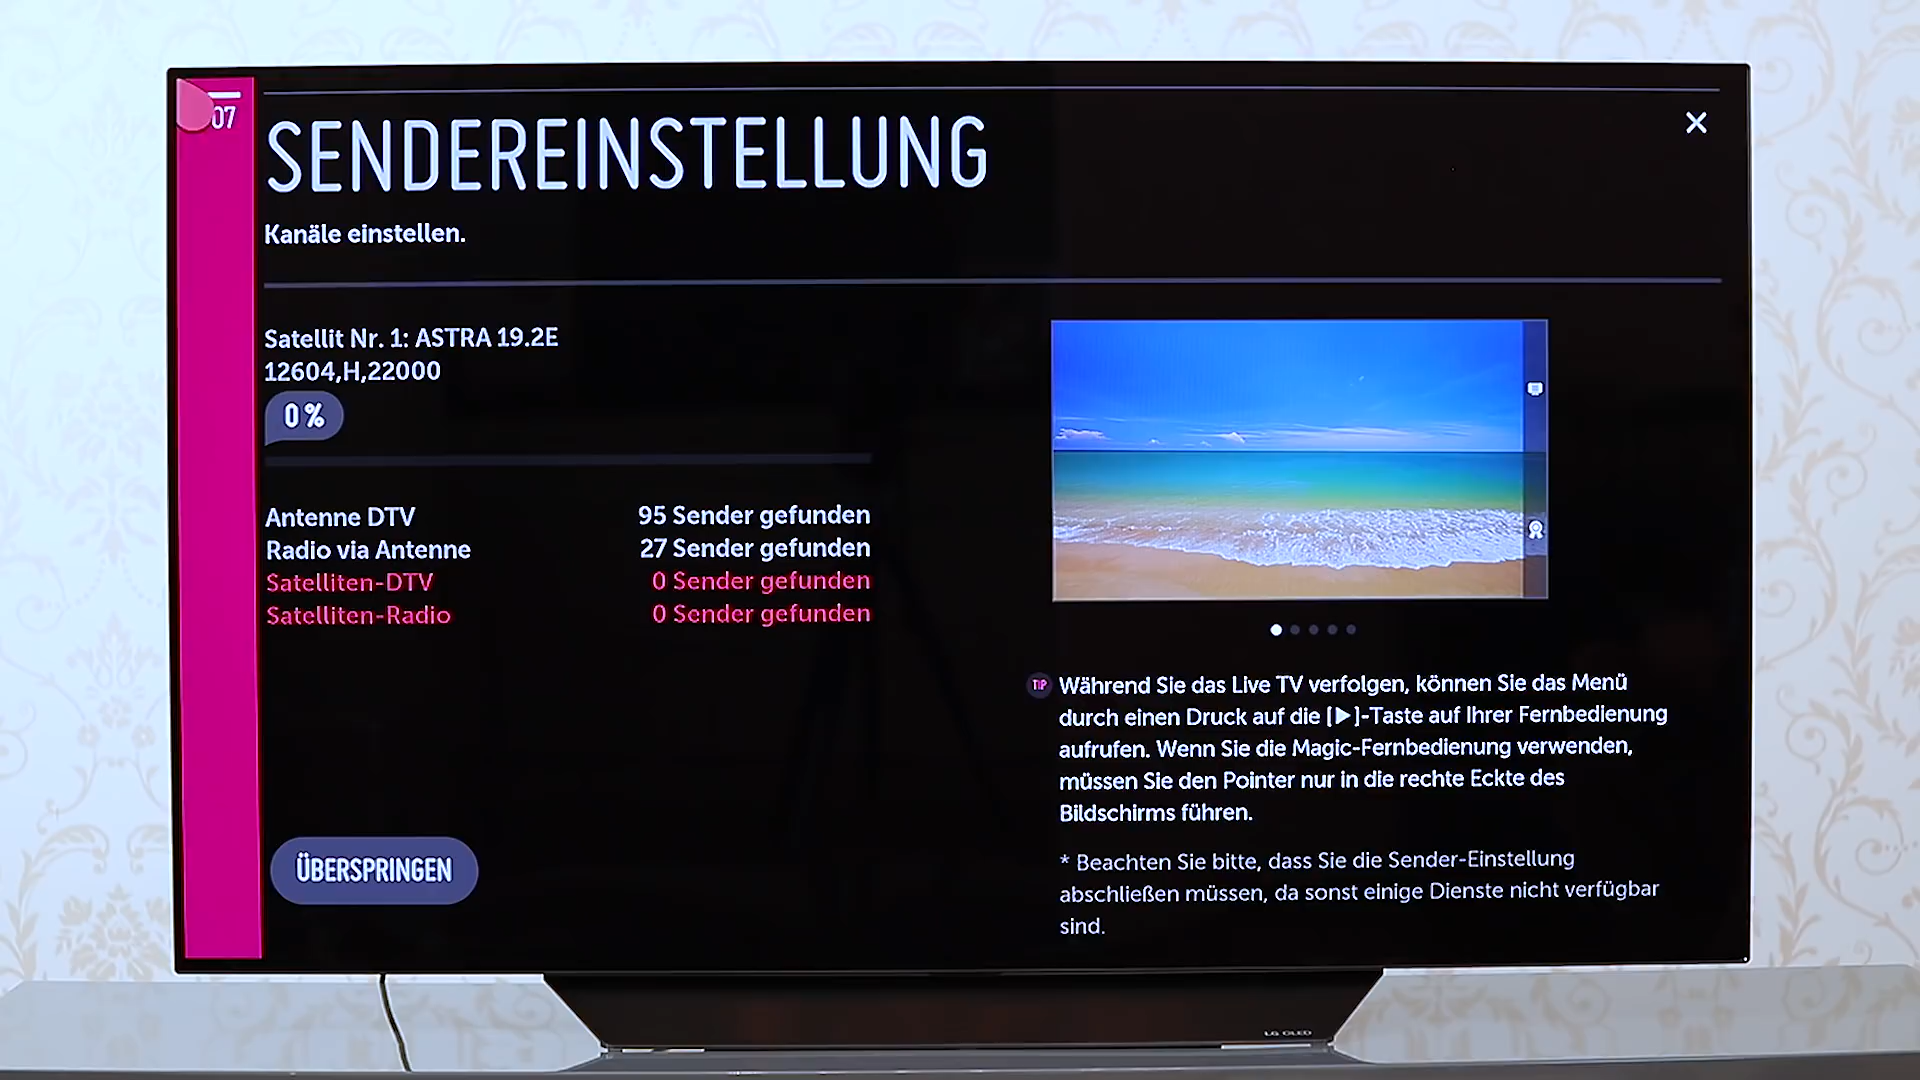 07
SENDEREINSTELLUNG
Kanäle einstellen.
Satellit Nr. 1: ASTRA 19.2E
12604,H,22000
0 %
Antenne DTV 95 Sender gefunden
Radio via Antenne 27 Sender gefunden
Satelliten-DTV 0 Sender gefunden
Satelliten-Radio 0 Sender gefunden
ÜBERSPRINGEN
TIP Während Sie das Live TV verfolgen, können Sie das Menü
durch einen Druck auf die [▶]-Taste auf Ihrer Fernbedienung
aufrufen. Wenn Sie die Magic-Fernbedienung verwenden,
müssen Sie den Pointer nur in die rechte Eckte des
Bildschirms führen.
* Beachten Sie bitte, dass Sie die Sender-Einstellung
abschließen müssen, da sonst einige Dienste nicht verfügbar
sind.
LG OLED